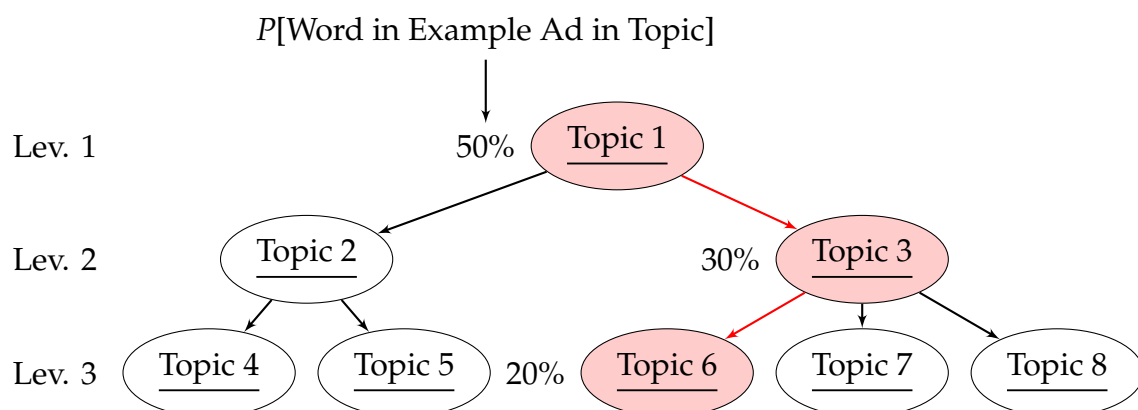 P[Word in Example Ad in Topic]
Lev. 1 50% Topic 1
Lev. 2 Topic 2 30% Topic 3
Lev. 3 Topic 4 Topic 5 20% Topic 6 Topic 7 Topic 8